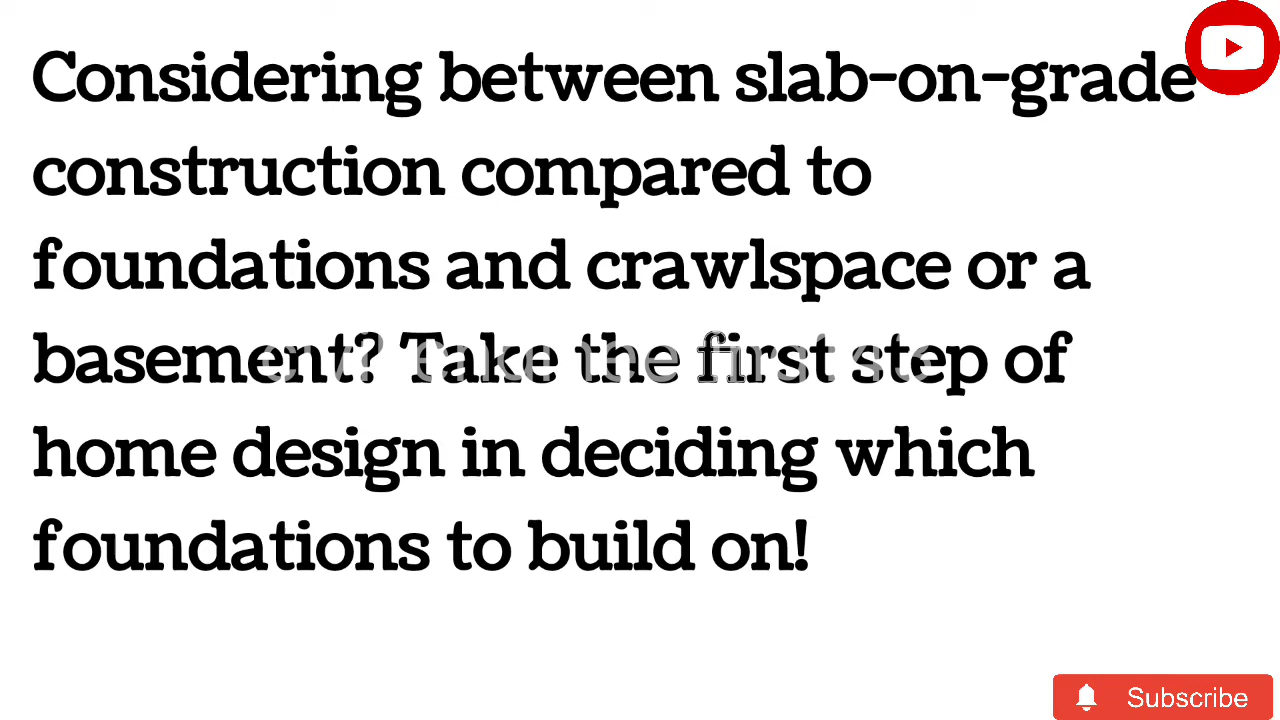 Considering between slab-on-grade
construction compared to
foundations and crawlspace or a
basement? Take the first step of
home design in deciding which
foundations to build on!
Subscribe